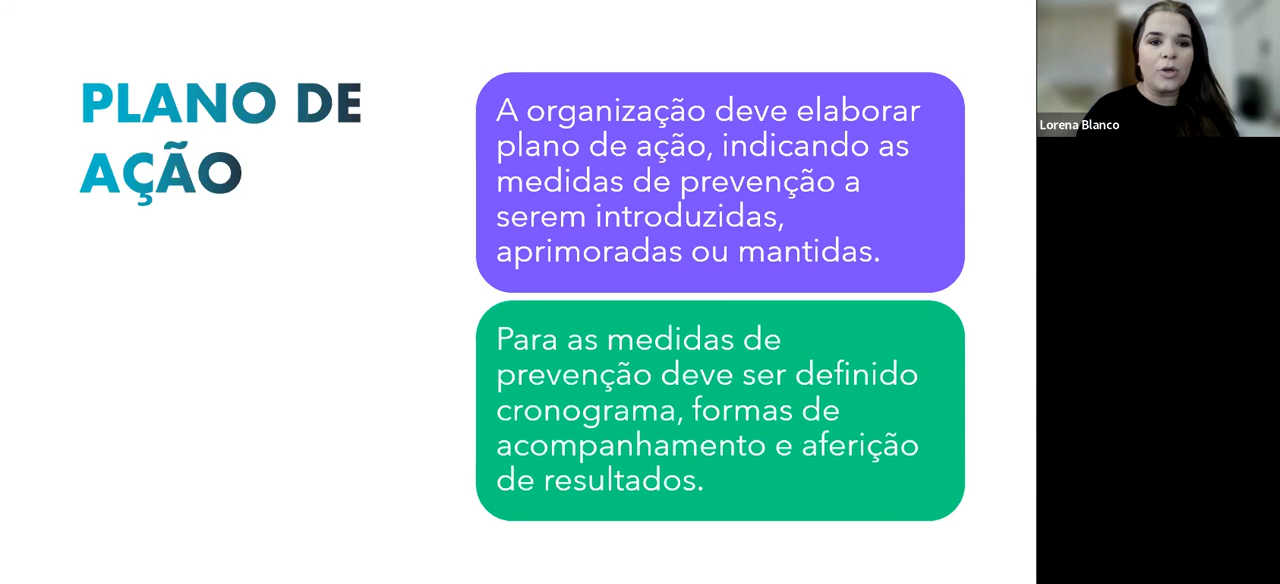 PLANO DE
AÇÃO
A organização deve elaborar
plano de ação, indicando as
medidas de prevenção a
serem introduzidas,
aprimoradas ou mantidas.
Para as medidas de
prevenção deve ser definido
cronograma, formas de
acompanhamento e aferição
de resultados.
Lorena Blanco